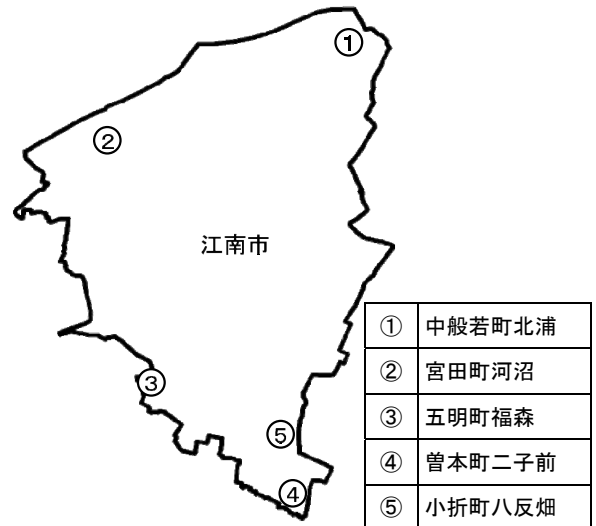 ①
②
江南市
③
⑤
④
① 中般若町北浦
② 宮田町河沼
③ 五明町福森
④ 曽本町二子前
⑤ 小折町八反畑